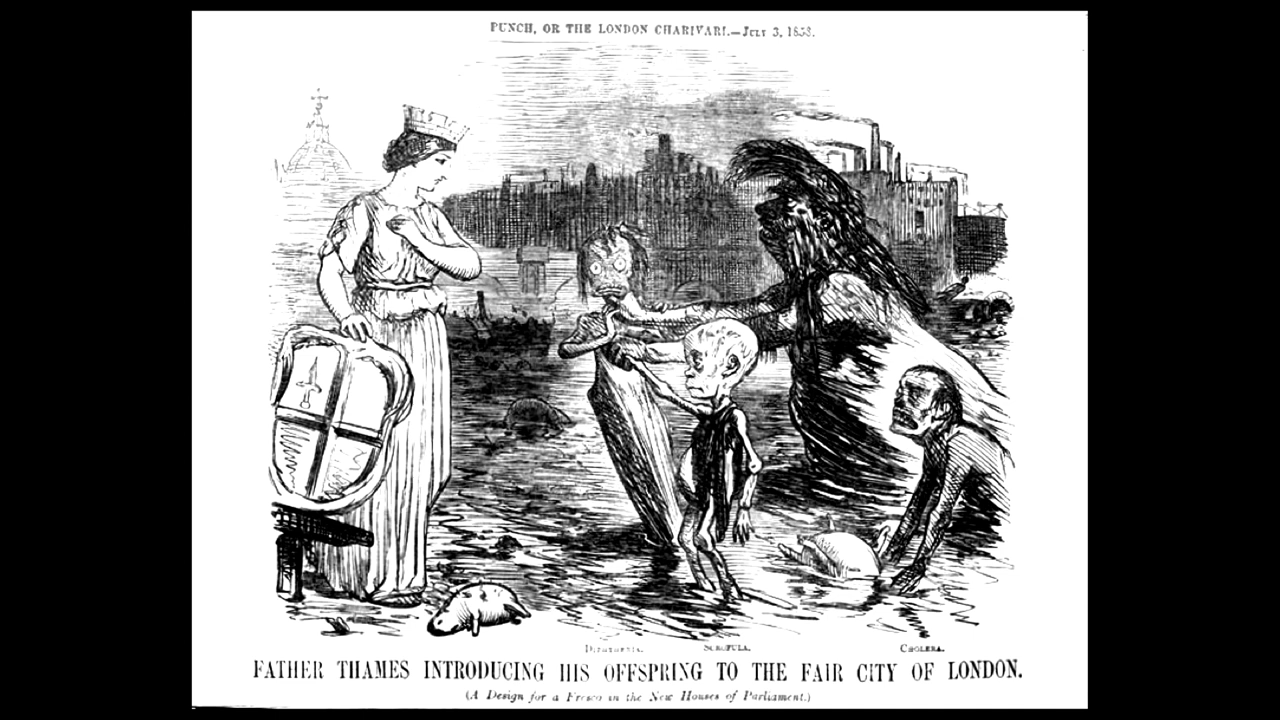 PUNCH, OR THE LONDON CHARIVARI.—JULY 3, 1858.
DIPHTHERIA. SCROFULA. CHOLERA.
FATHER THAMES INTRODUCING HIS OFFSPRING TO THE FAIR CITY OF LONDON.
(A Design for a Fresco in the New Houses of Parliament.)